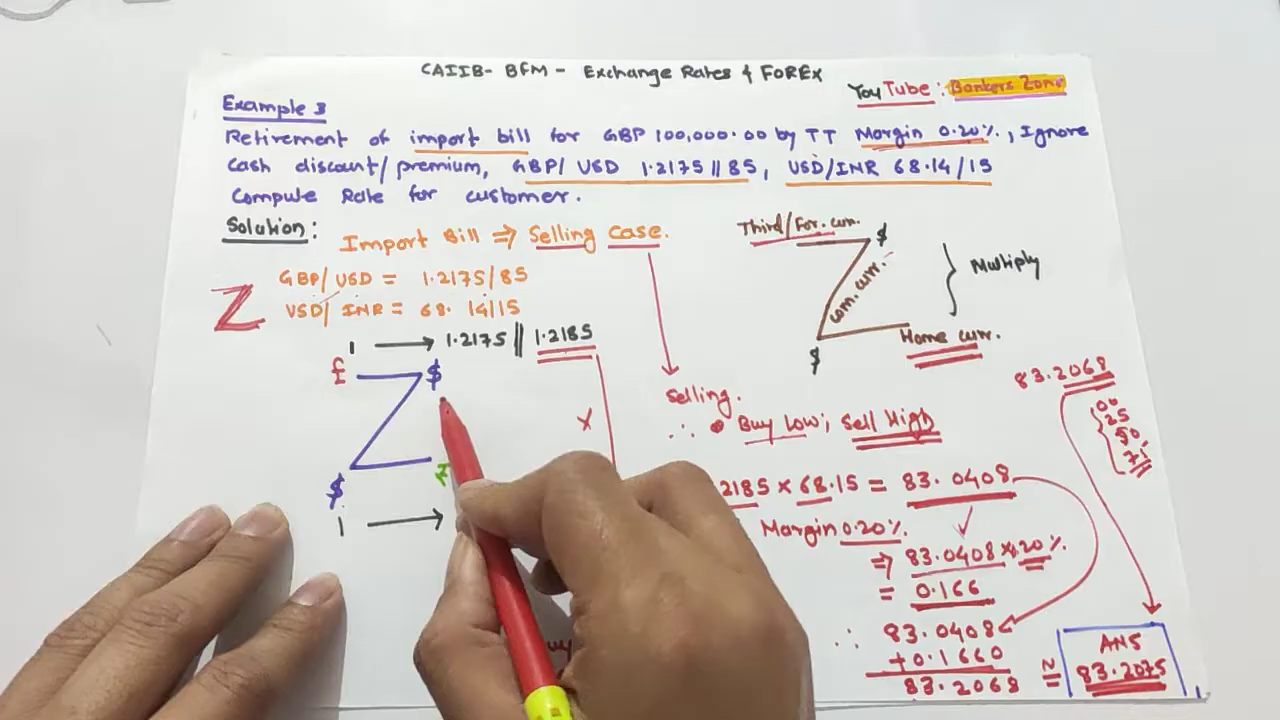 CAIIB- BFM - Exchange Rates & FOREX
YouTube: Bankers Zone
Example 3
Retirement of import bill for GBP 100,000.00 by TT Margin 0.20%, Ignore
Cash discount/ premium, GBP/ USD 1.2175 || 85, USD/INR 68.14/15
Compute Rate for customer.
Solution:
Import Bill ⇒ Selling Case.
GBP/ USD = 1.2175/85
USD/ INR = 68. 14/15
Z
1 → 1.2175 || 1.2185
£ $
$ ₹
1 →
x
Third/For. curr. $
Com. curr.
$ Home curr.
} Multiply
Selling.
∴ Buy Low; Sell High
2185 x 68.15 = 83.0408
Margin 0.20%
⇒ 83.0408 x .20%
= 0.166
∴ 83.0408
+0.1660
83.2068
≈
83.2068
00
25
50
75
ANS
83.2075